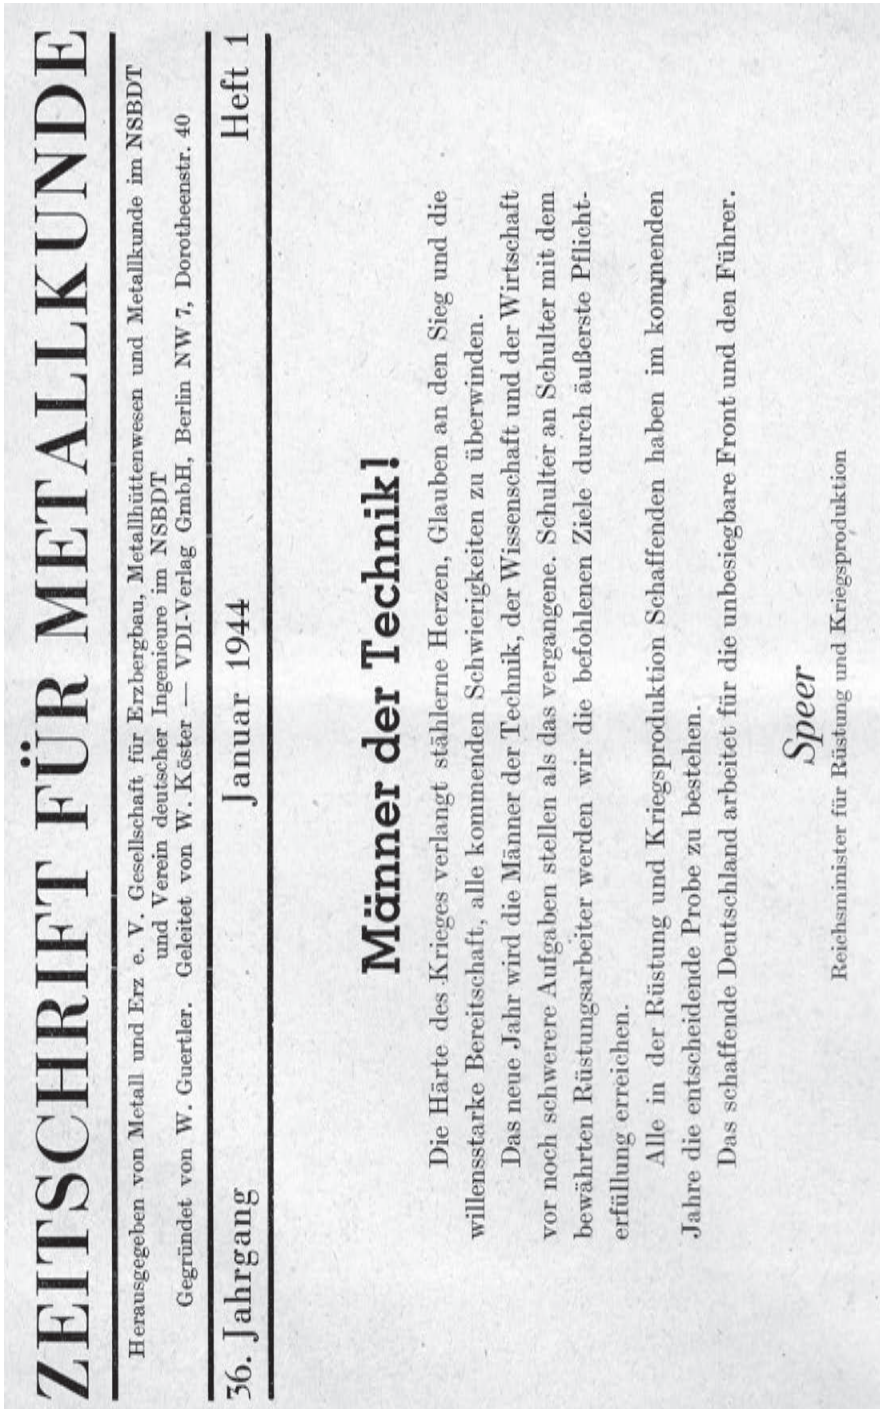 ZEITSCHRIFT FÜR METALLKUNDE
Herausgegeben von Metall und Erz e. V. Gesellschaft für Erzbergbau, Metallhüttenwesen und Metallkunde im NSBDT
und Verein deutscher Ingenieure im NSBDT
Gegründet von W. Guertler. Geleitet von W. Köster — VDI-Verlag GmbH, Berlin NW 7, Dorotheenstr. 40
36. Jahrgang Januar 1944 Heft 1
Männer der Technik!
Die Härte des Krieges verlangt stählerne Herzen, Glauben an den Sieg und die
willensstarke Bereitschaft, alle kommenden Schwierigkeiten zu überwinden.
Das neue Jahr wird die Männer der Technik, der Wissenschaft und der Wirtschaft
vor noch schwerere Aufgaben stellen als das vergangene. Schulter an Schulter mit dem
bewährten Rüstungsarbeiter werden wir die befohlenen Ziele durch äußerste Pflicht-
erfüllung erreichen.
Alle in der Rüstung und Kriegsproduktion Schaffenden haben im kommenden
Jahre die entscheidende Probe zu bestehen.
Das schaffende Deutschland arbeitet für die unbesiegbare Front und den Führer.
Speer
Reichsminister für Rüstung und Kriegsproduktion